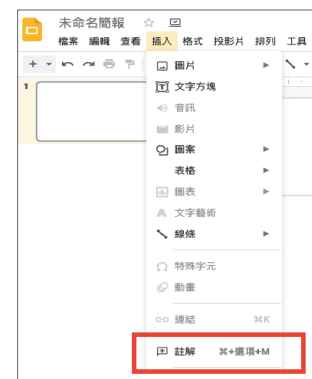 未命名簡報
檔案 編輯 查看 插入 格式 投影片 排列 工具
1
圖片
文字方塊
音訊
影片
圖案
表格
圖表
文字藝術
線條
特殊字元
動畫
連結 ⌘K
註解 ⌘+選項+M